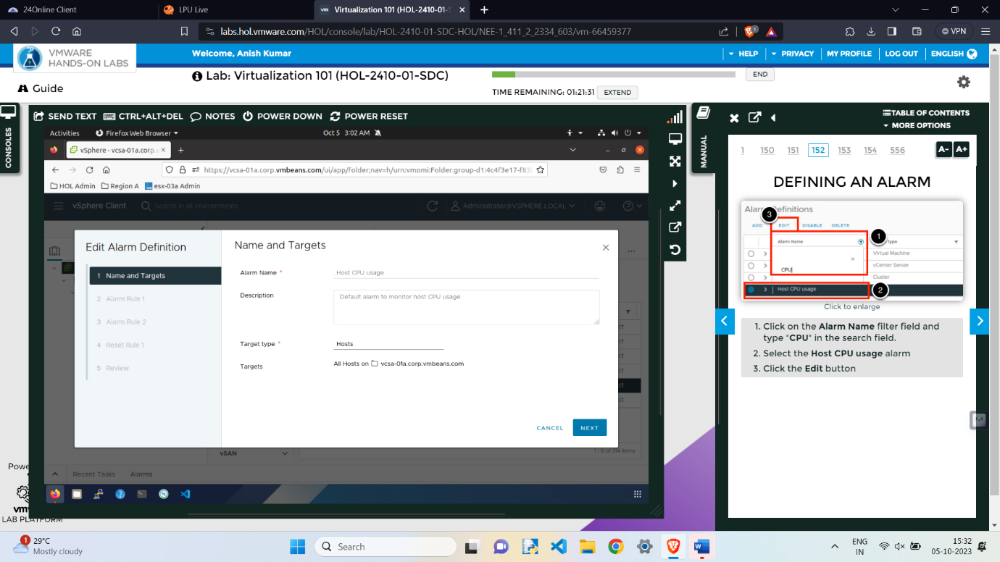 24Online Client
LPU Live
vm Virtualization 101 (HOL-2410-01-S
labs.hol.vmware.com/HOL/console/lab/HOL-2410-01-SDC-HOL/NEE-1_411_2_2334_603/vm-66459377
VPN
VMWARE
HANDS-ON LABS
Welcome, Anish Kumar
HELP
PRIVACY
MY PROFILE
LOG OUT
ENGLISH
Lab: Virtualization 101 (HOL-2410-01-SDC)
END
Guide
TIME REMAINING: 01:21:31
EXTEND
CONSOLES
SEND TEXT
CTRL+ALT+DEL
NOTES
POWER DOWN
POWER RESET
Activities
Firefox Web Browser
Oct 5 3:02 AM
vSphere - vcsa-01a.corp.v
https://vcsa-01a.corp.vmbeans.com/ui/app/folder;nav=h/urn:vmomi:Folder:group-d1:4c4f3e17-f83
HOL Admin
Region A
esx-03a Admin
vSphere Client
Search in all environments
Administrator@VSPHERE.LOCAL
Edit Alarm Definition
1 Name and Targets
2 Alarm Rule 1
3 Alarm Rule 2
4 Reset Rule 1
5 Review
Name and Targets
Alarm Name *
Host CPU usage
Description
Default alarm to monitor host CPU usage
Target type *
Hosts
Targets
All Hosts on vcsa-01a.corp.vmbeans.com
CANCEL
NEXT
ct
ct
ct
ct
ct
ct
vSAN
1 - 6 of 314 items
Recent Tasks
Alarms
Powe
vmw
LAB PLATFORM
MANUAL
TABLE OF CONTENTS
MORE OPTIONS
1 150 151 152 153 154 556
A- A+
DEFINING AN ALARM
Alarm Definitions
3
ADD EDIT DISABLE DELETE
Alarm Name
1
type
Virtual Machine
vCenter Server
CPU
Cluster
Host CPU usage
2
Click to enlarge
1. Click on the Alarm Name filter field and
type "CPU" in the search field.
2. Select the Host CPU usage alarm
3. Click the Edit button
1
29°C
Mostly cloudy
Search
ENG
IN
15:32
05-10-2023